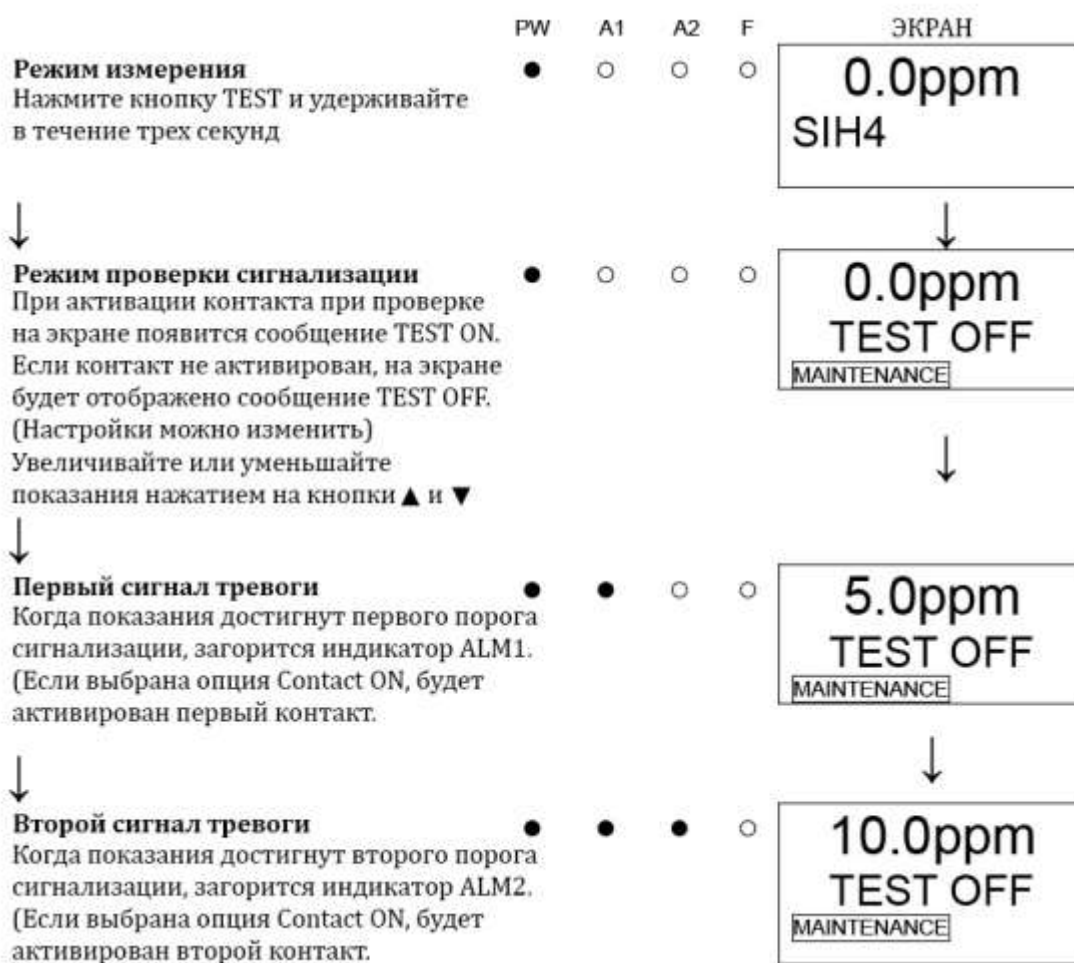 PW A1 A2 F ЭКРАН
Режим измерения
Нажмите кнопку TEST и удерживайте
в течение трех секунд
0.0ppm
SIH4
Режим проверки сигнализации
При активации контакта при проверке
на экране появится сообщение TEST ON.
Если контакт не активирован, на экране
будет отображено сообщение TEST OFF.
(Настройки можно изменить)
Увеличивайте или уменьшайте
показания нажатием на кнопки ▲ и ▼
0.0ppm
TEST OFF
MAINTENANCE
Первый сигнал тревоги
Когда показания достигнут первого порога
сигнализации, загорится индикатор ALM1.
(Если выбрана опция Contact ON, будет
активирован первый контакт.
5.0ppm
TEST OFF
MAINTENANCE
Второй сигнал тревоги
Когда показания достигнут второго порога
сигнализации, загорится индикатор ALM2.
(Если выбрана опция Contact ON, будет
активирован второй контакт.
10.0ppm
TEST OFF
MAINTENANCE